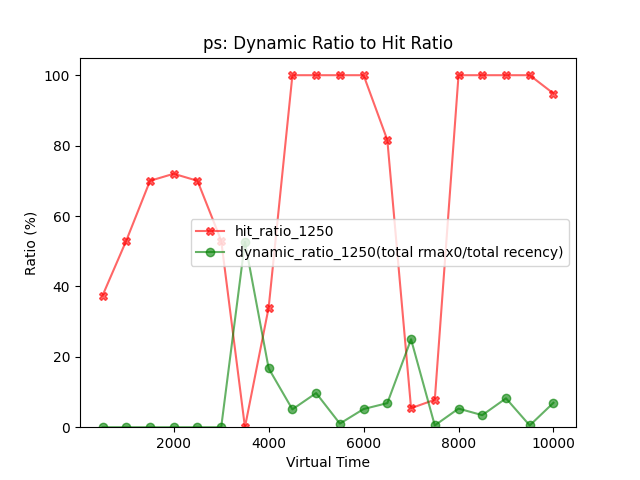 ps: Dynamic Ratio to Hit Ratio
100
80
60
40
20
0
Ratio (%)
hit_ratio_1250
dynamic_ratio_1250(total rmax0/total recency)
2000 4000 6000 8000 10000
Virtual Time